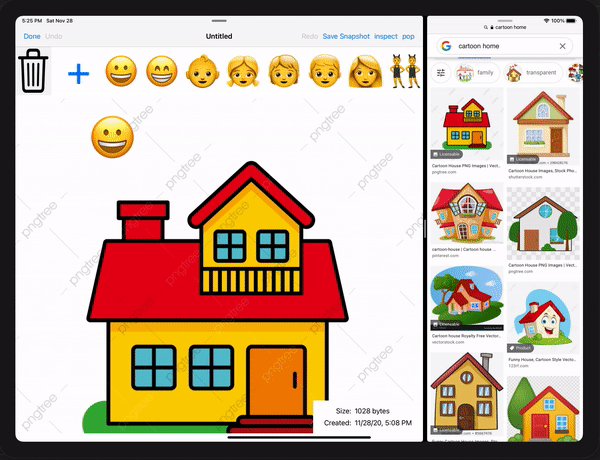 5:25 PM Sat Nov 28
100%
Done Undo Untitled Redo Save Snapshot inspect pop
cartoon home
G cartoon home
family transparent
pngtree
pngtree
pngtree
pngtree
pngtree
pngtree
pngtree
pngtree
Size: 1028 bytes
Created: 11/28/20, 5:08 PM
Licensable
Cartoon House PNG Images | Vect...
pngtree.com
Licensable
Cartoon House Images, Stock Pho...
shutterstock.com
cartoon-house | Cartoon house ...
pinterest.com
Cartoon House PNG Images | Vect...
pngtree.com
Licensable
Cartoon house Royalty Free Vector...
vectorstock.com
Product
Funny House, Cartoon Style Vecto...
123rf.com
Licensable